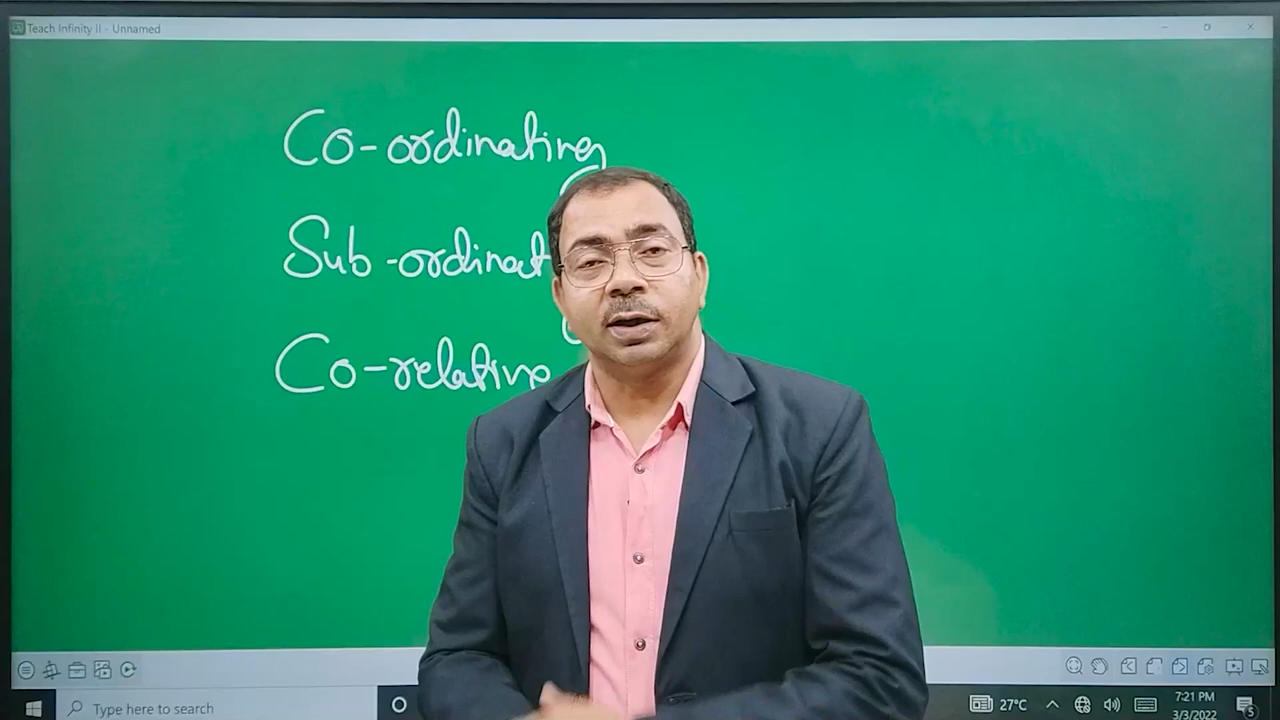 Teach Infinity II - Unnamed
Co-ordinating
Sub-ordinat
Co-relative
Type here to search
27°C
7:21 PM
3/3/2022
5